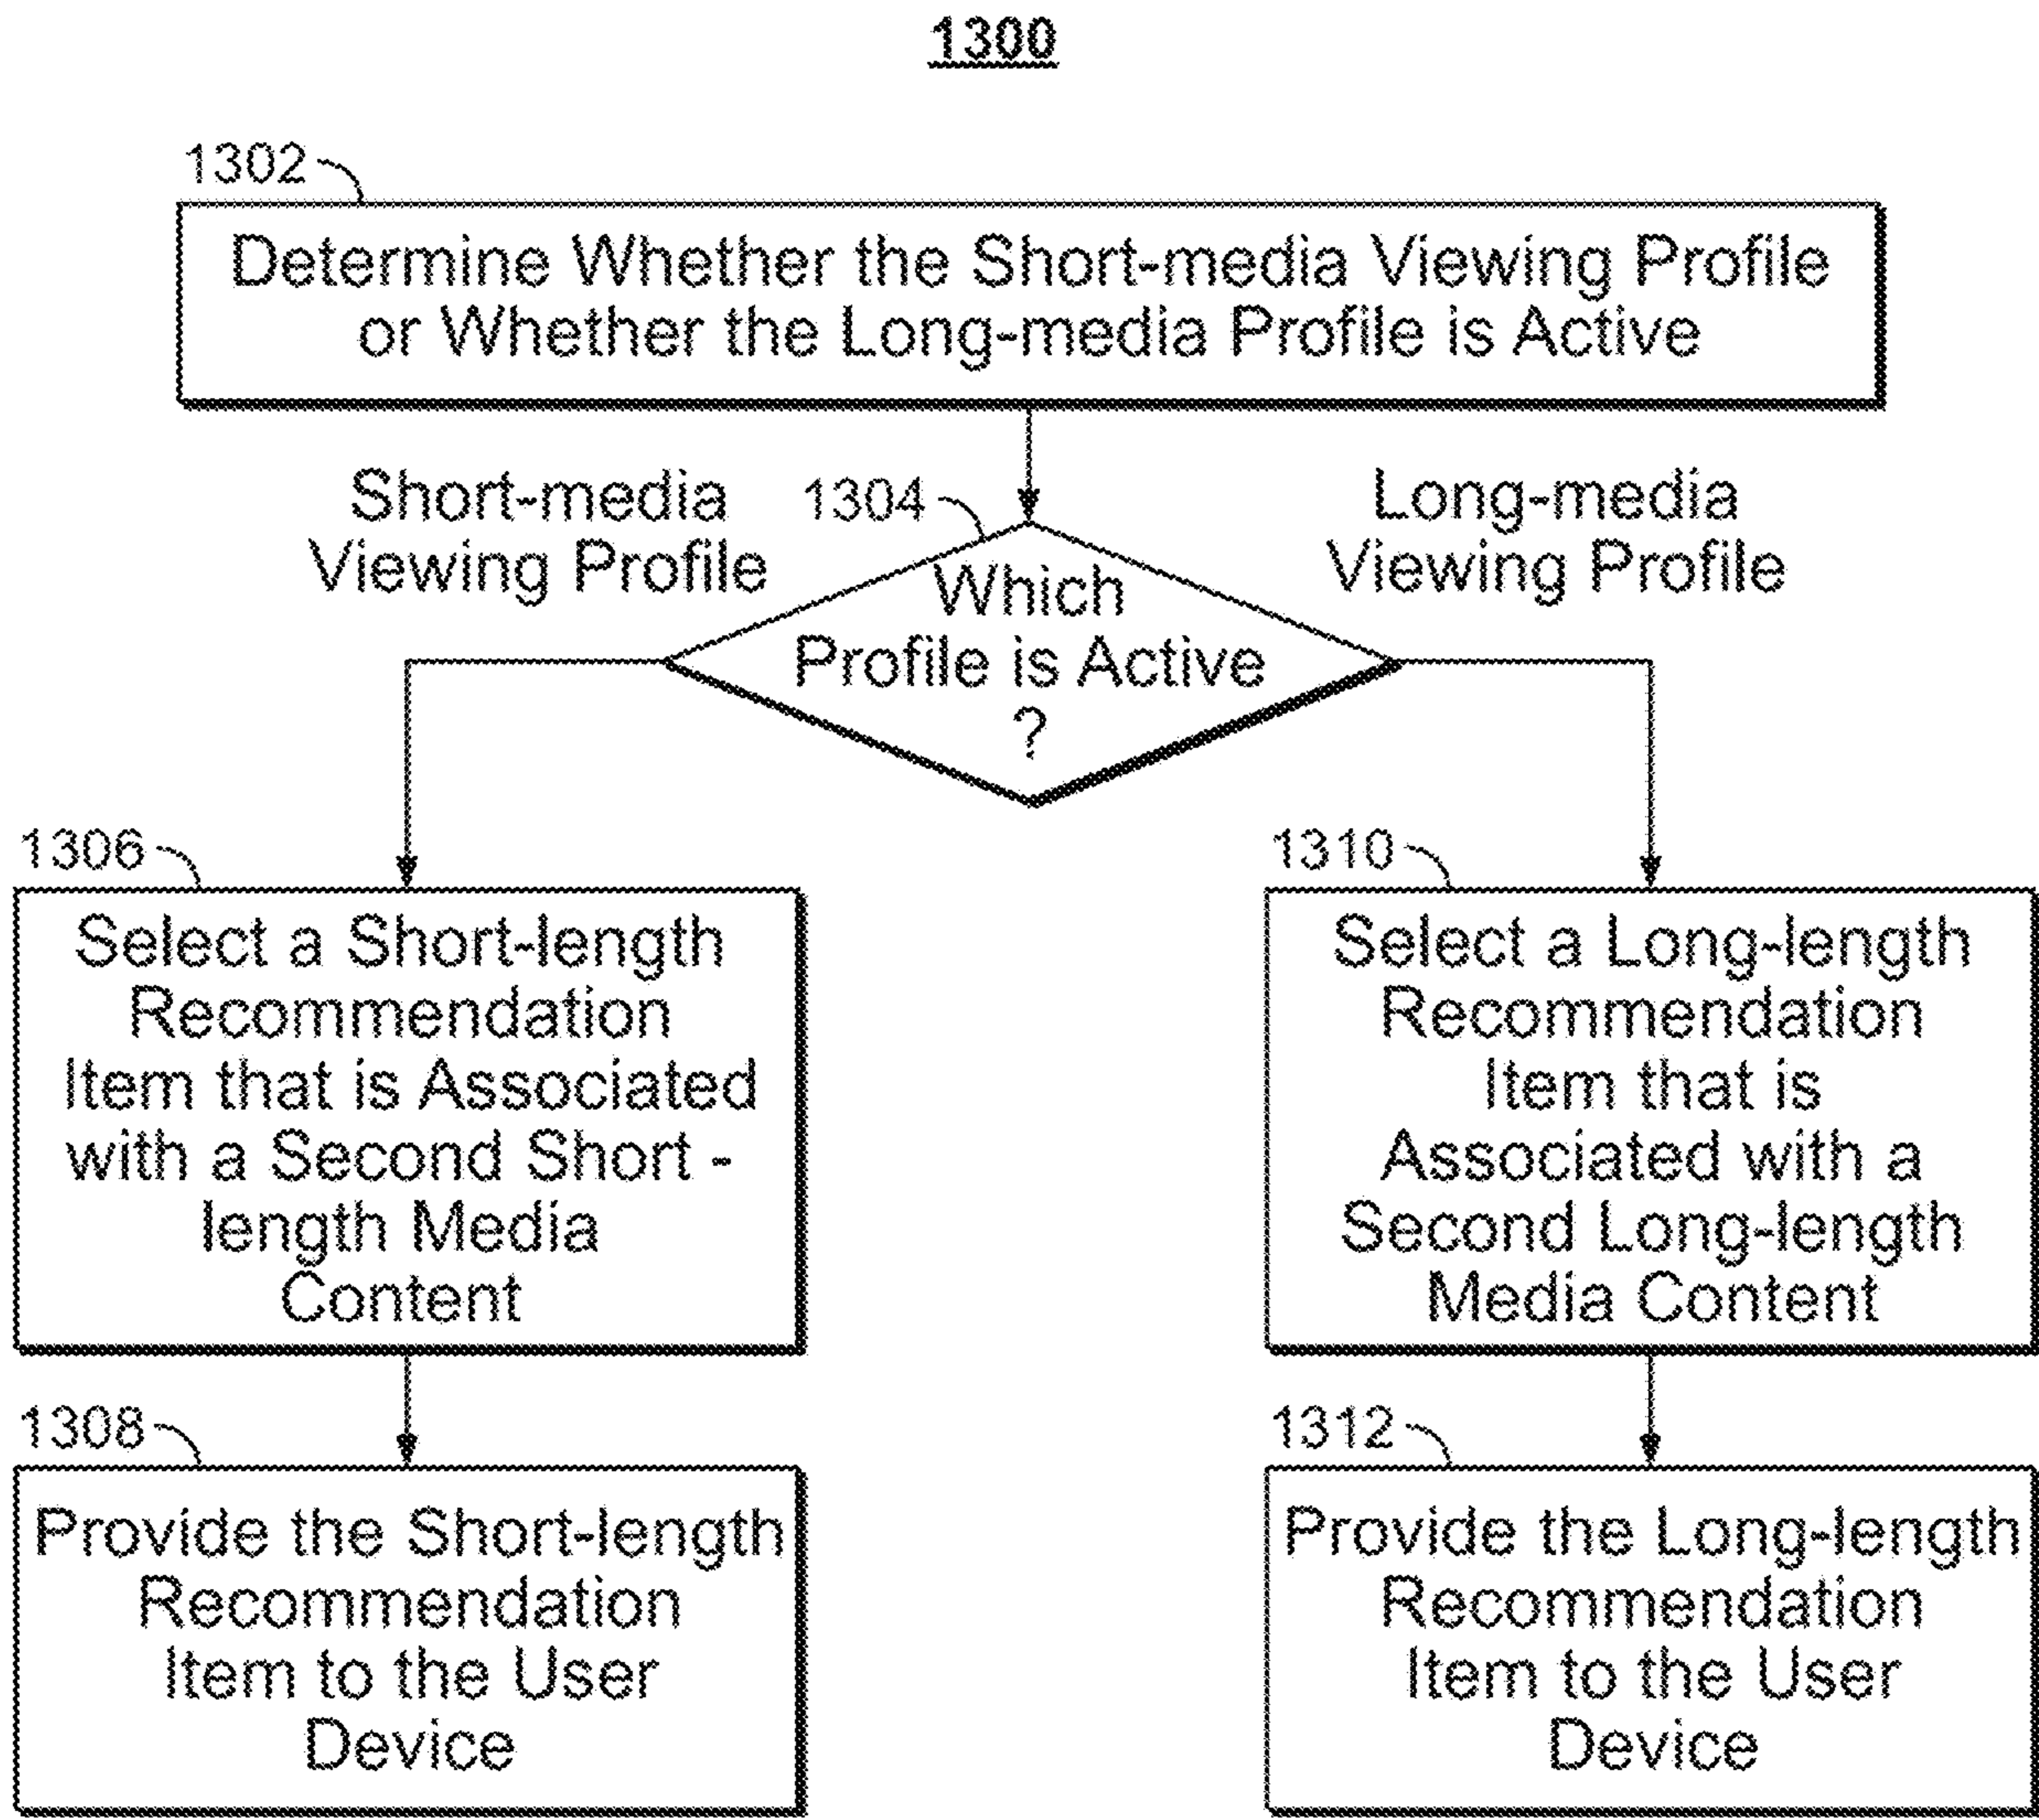 1300
1302
Determine Whether the Short-media Viewing Profile
or Whether the Long-media Profile is Active
Short-media
Viewing Profile
1304
Long-media
Viewing Profile
Which
Profile is Active
?
1306
Select a Short-length
Recommendation
Item that is Associated
with a Second Short -
length Media
Content
1310
Select a Long-length
Recommendation
Item that is
Associated with a
Second Long-length
Media Content
1308
Provide the Short-length
Recommendation
Item to the User
Device
1312
Provide the Long-length
Recommendation
Item to the User
Device